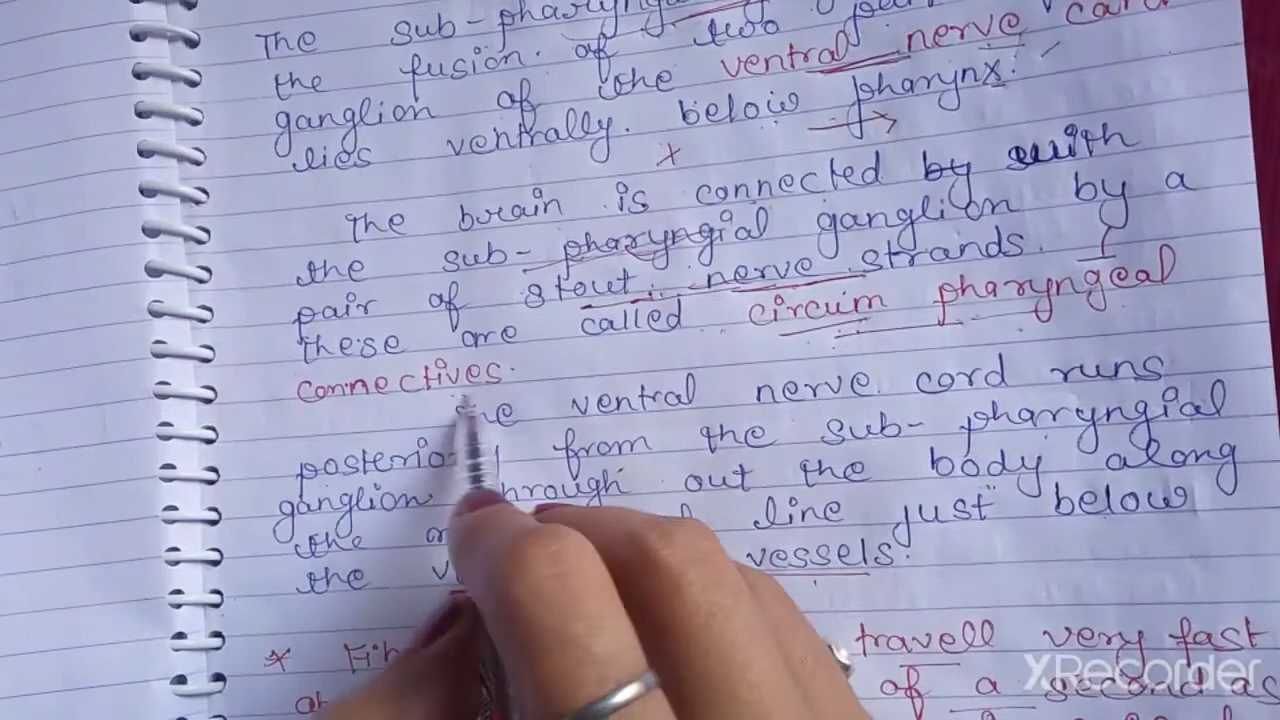 The sub-
the fusion of two
ganglion of the ventral nerve card
lies ventrally. below pharynx.
The brain is connected by with
the sub-pharyngial ganglion by a
pair of stout nerve strands.
these are called circum pharyngeal
connectives.
ventral nerve cord runs
from the sub-pharyngial
ganglion through out the body along
the line just below
the vessels.
* travell very fast
at of a second as
XRecorder